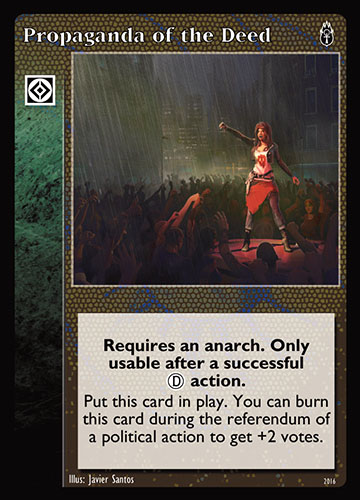 Propaganda of the Deed
Requires an anarch. Only
usable after a successful
Ⓓ action.
Put this card in play. You can burn
this card during the referendum of
a political action to get +2 votes.
Illus: Javier Santos
2016